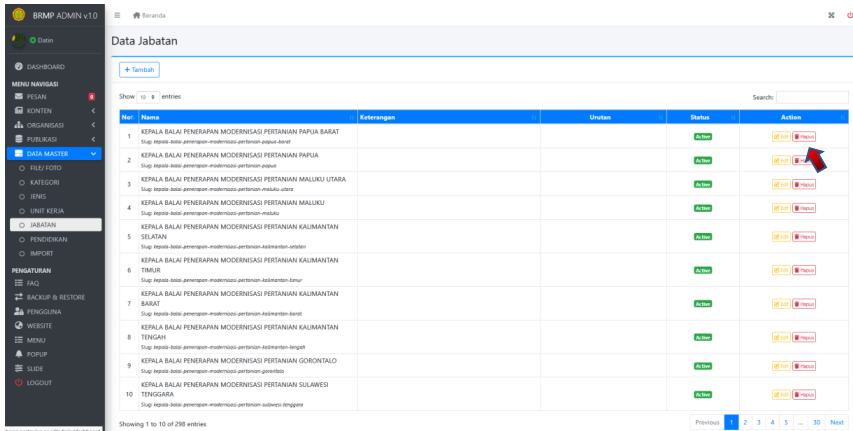 BRMP ADMIN v.1.0
Beranda
Datin
DASHBOARD
MENU NAVIGASI
PESAN
KONTEN
ORGANISASI
PUBLIKASI
DATA MASTER
FILE/ FOTO
KATEGORI
JENIS
UNIT KERJA
JABATAN
PENDIDIKAN
IMPORT
PENGATURAN
FAQ
BACKUP & RESTORE
PENGGUNA
WEBSITE
MENU
POPUP
SLIDE
LOGOUT
Data Jabatan
+ Tambah
Show 10 entries
Search:
No Nama Keterangan Urutan Status Action
1 KEPALA BALAI PENERAPAN MODERNISASI PERTANIAN PAPUA BARAT Active Edit Hapus
Slug: kepala-balai-penerapan-modernisasi-pertanian-papua-barat
2 KEPALA BALAI PENERAPAN MODERNISASI PERTANIAN PAPUA Active Edit
Slug: kepala-balai-penerapan-modernisasi-pertanian-papua
3 KEPALA BALAI PENERAPAN MODERNISASI PERTANIAN MALUKU UTARA Active Edit Hapus
Slug: kepala-balai-penerapan-modernisasi-pertanian-maluku-utara
4 KEPALA BALAI PENERAPAN MODERNISASI PERTANIAN MALUKU Active Edit Hapus
Slug: kepala-balai-penerapan-modernisasi-pertanian-maluku
5 KEPALA BALAI PENERAPAN MODERNISASI PERTANIAN KALIMANTAN
SELATAN Active Edit Hapus
Slug: kepala-balai-penerapan-modernisasi-pertanian-kalimantan-selatan
6 KEPALA BALAI PENERAPAN MODERNISASI PERTANIAN KALIMANTAN
TIMUR Active Edit Hapus
Slug: kepala-balai-penerapan-modernisasi-pertanian-kalimantan-timur
7 KEPALA BALAI PENERAPAN MODERNISASI PERTANIAN KALIMANTAN
BARAT Active Edit Hapus
Slug: kepala-balai-penerapan-modernisasi-pertanian-kalimantan-barat
8 KEPALA BALAI PENERAPAN MODERNISASI PERTANIAN KALIMANTAN
TENGAH Active Edit Hapus
Slug: kepala-balai-penerapan-modernisasi-pertanian-kalimantan-tengah
9 KEPALA BALAI PENERAPAN MODERNISASI PERTANIAN GORONTALO Active Edit Hapus
Slug: kepala-balai-penerapan-modernisasi-pertanian-gorontalo
10 KEPALA BALAI PENERAPAN MODERNISASI PERTANIAN SULAWESI
TENGGARA Active Edit Hapus
Slug: kepala-balai-penerapan-modernisasi-pertanian-sulawesi-tenggara
Showing 1 to 10 of 298 entries
Previous 1 2 3 4 5 ... 30 Next